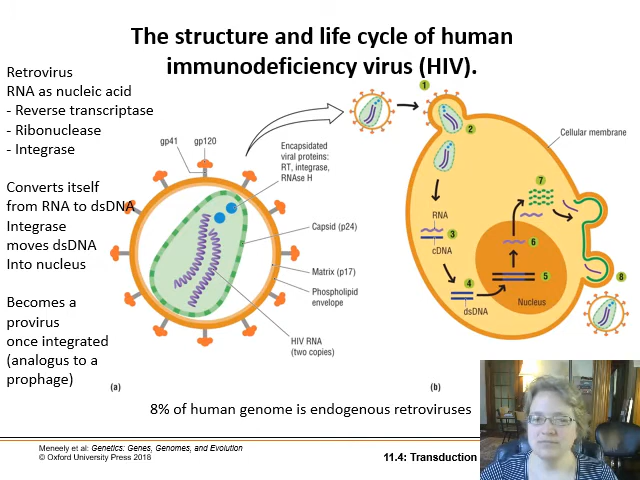 The structure and life cycle of human
immunodeficiency virus (HIV).
Retrovirus
RNA as nucleic acid
- Reverse transcriptase
- Ribonuclease
- Integrase
Converts itself
from RNA to dsDNA
Integrase
moves dsDNA
Into nucleus
Becomes a
provirus
once integrated
(analogus to a
prophage)
gp41 gp120
Encapsidated
viral proteins:
RT, integrase,
RNAse H
Capsid (p24)
Matrix (p17)
Phospholipid
envelope
HIV RNA
(two copies)
(a)
1
2
Cellular membrane
7
RNA
3
cDNA
6
4
5
dsDNA
Nucleus
8
(b)
8% of human genome is endogenous retroviruses
Meneely et al: Genetics: Genes, Genomes, and Evolution
© Oxford University Press 2018
11.4: Transduction